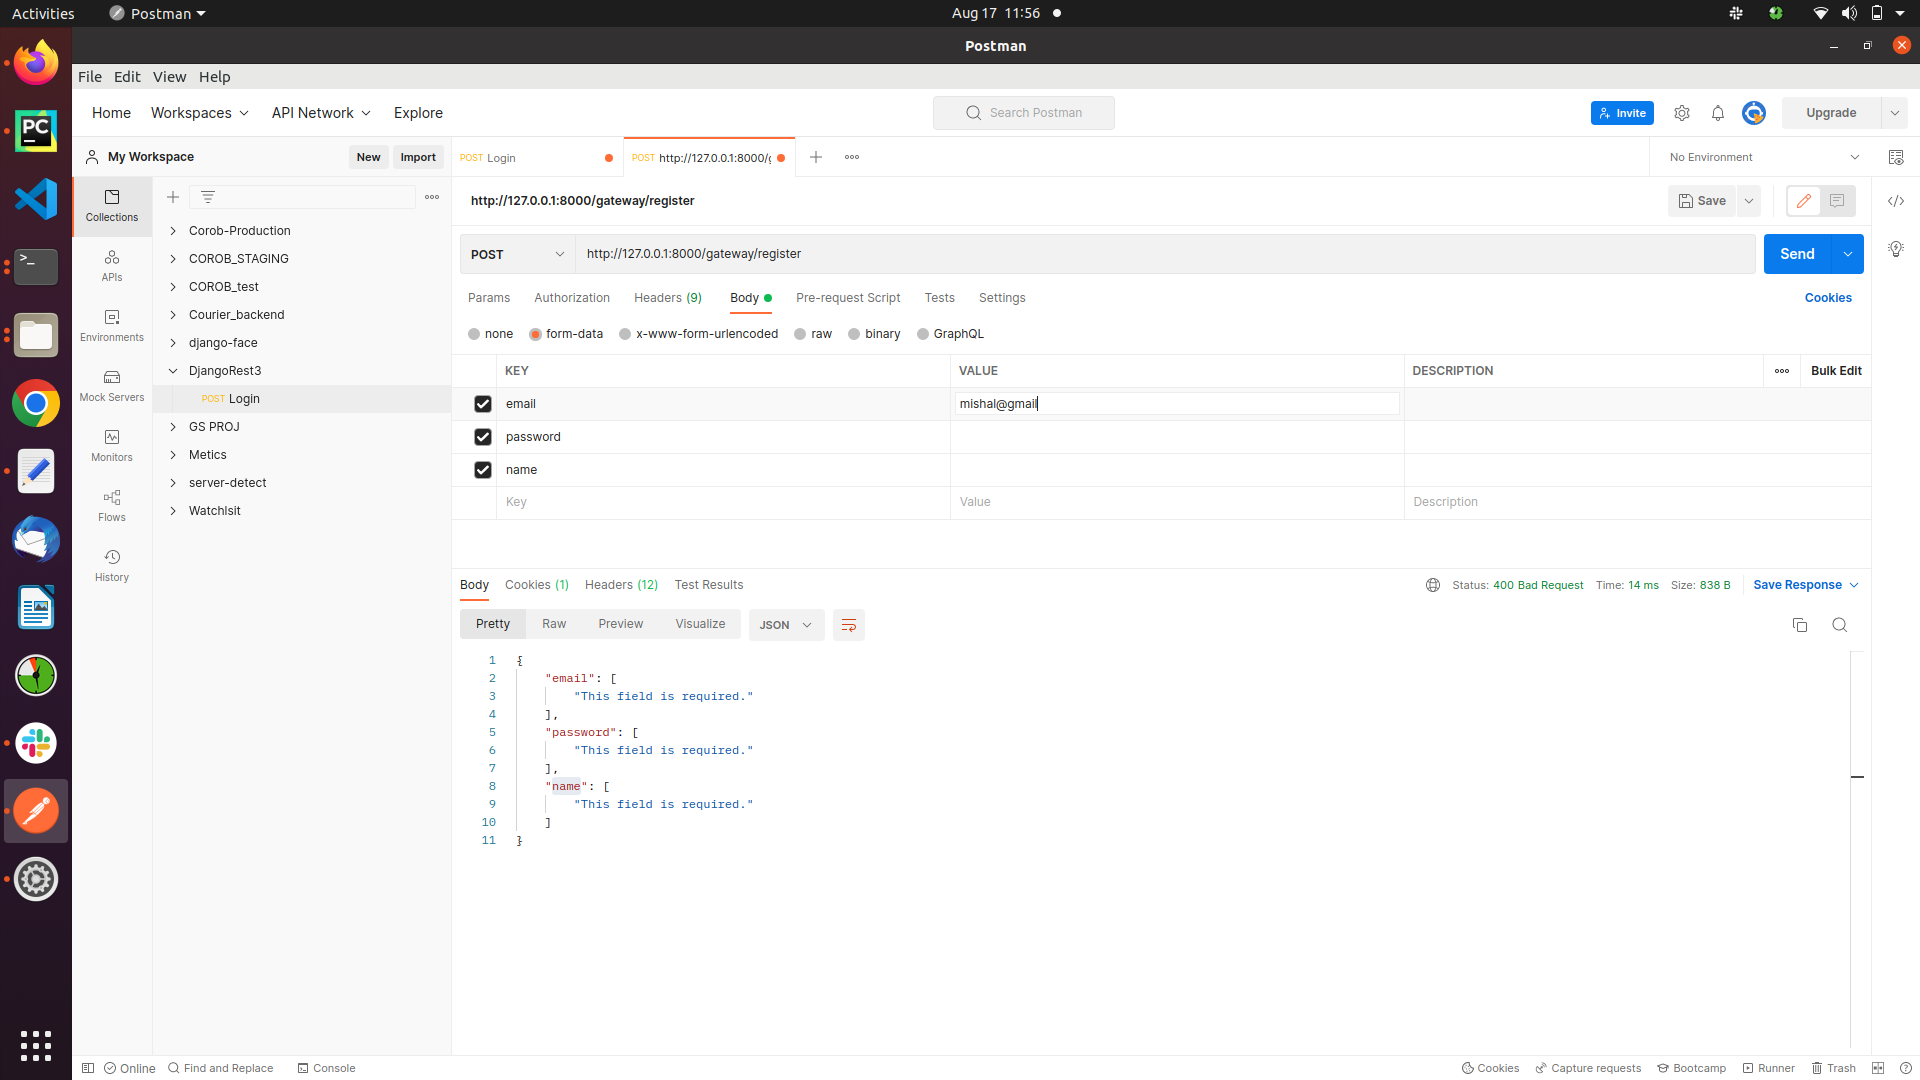 Activities
Postman
Aug 17 11:56
Postman
File Edit View Help
Home Workspaces API Network Explore
Search Postman
Invite
Upgrade
My Workspace
New Import
POST Login
POST http://127.0.0.1:8000/g
No Environment
Collections
APIs
Environments
Mock Servers
Monitors
Flows
History
Corob-Production
COROB_STAGING
COROB_test
Courier_backend
django-face
DjangoRest3
POST Login
GS PROJ
Metics
server-detect
Watchlsit
http://127.0.0.1:8000/gateway/register
Save
POST
http://127.0.0.1:8000/gateway/register
Send
Params Authorization Headers (9) Body Pre-request Script Tests Settings
Cookies
none form-data x-www-form-urlencoded raw binary GraphQL
KEY VALUE DESCRIPTION Bulk Edit
email mishal@gmail
password
name
Key Value Description
Body Cookies (1) Headers (12) Test Results
Status: 400 Bad Request Time: 14 ms Size: 838 B Save Response
Pretty Raw Preview Visualize JSON
1 {
2 "email": [
3 "This field is required."
4 ],
5 "password": [
6 "This field is required."
7 ],
8 "name": [
9 "This field is required."
10 ]
11 }
Online Find and Replace Console
Cookies Capture requests Bootcamp Runner Trash
PC
>_